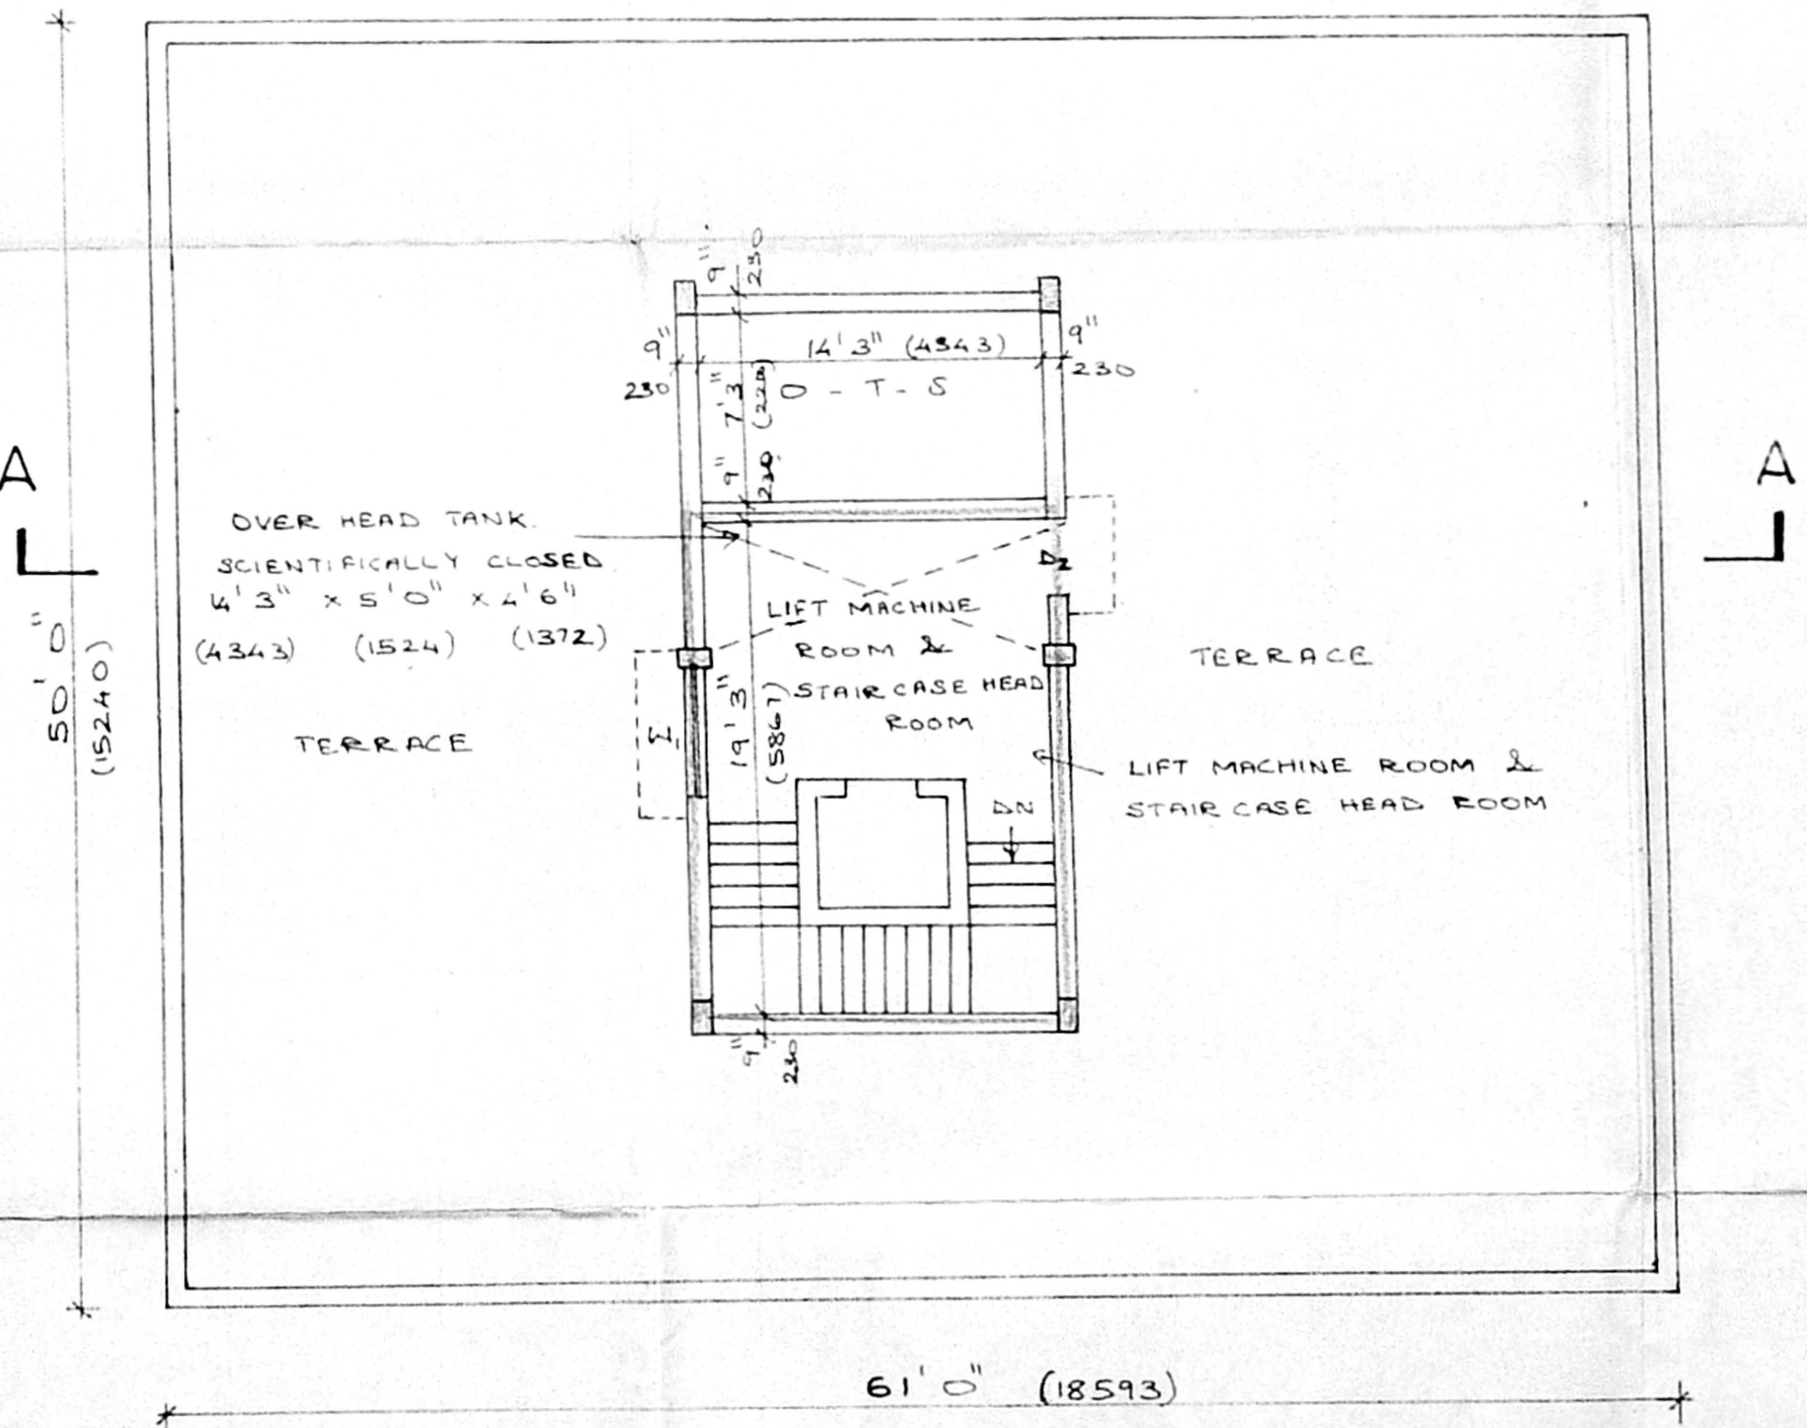 9" 230
9" 14' 3" (4343) 9"
230 230
7' 3"
O - T - S
9" 230
A
A
OVER HEAD TANK.
SCIENTIFICALLY CLOSED
14' 3" x 5' 0" x 4' 6"
(4343) (1524) (1372)
D2
LIFT MACHINE
ROOM &
STAIR CASE HEAD
ROOM
19' 3"
(5867)
W1
TERRACE
TERRACE
50' 0"
(15240)
LIFT MACHINE ROOM &
STAIR CASE HEAD ROOM
DN
9" 230
61' 0" (18593)